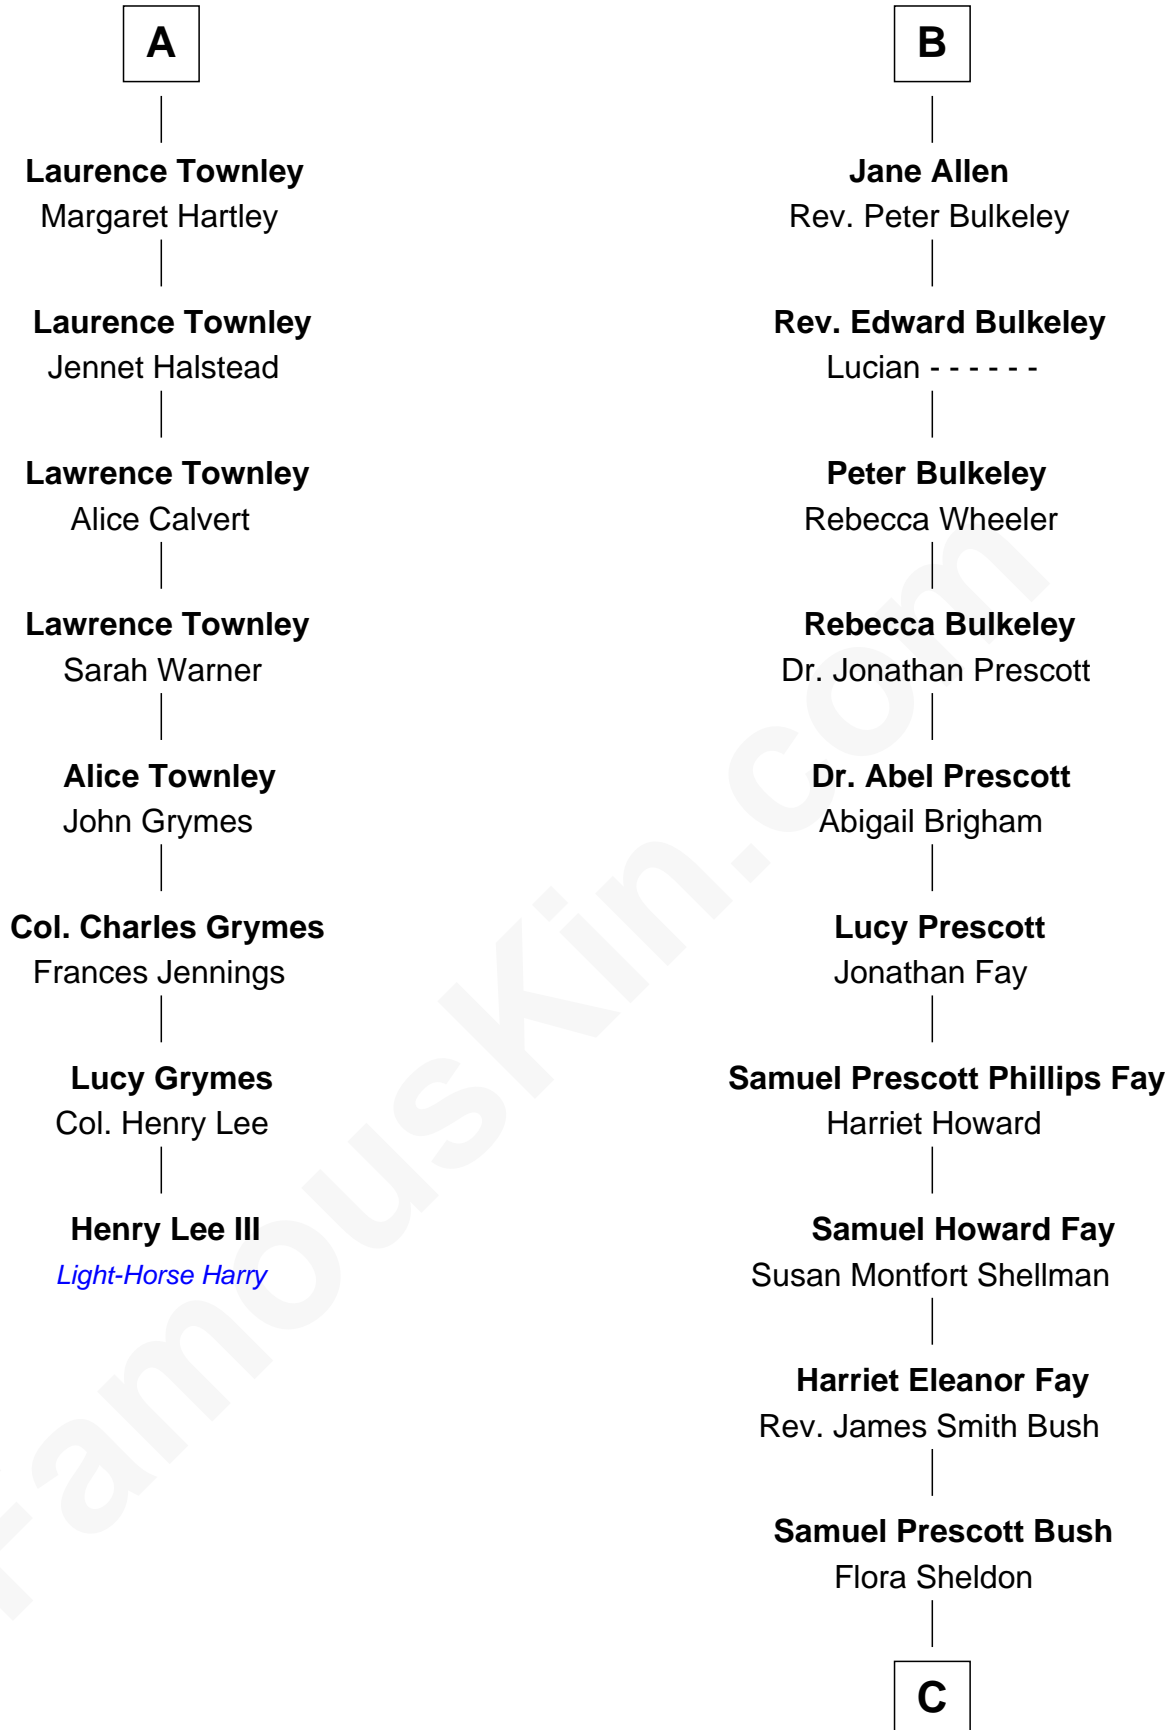 A
Laurence Townley
Margaret Hartley
Laurence Townley
Jennet Halstead
Lawrence Townley
Alice Calvert
Lawrence Townley
Sarah Warner
Alice Townley
John Grymes
Col. Charles Grymes
Frances Jennings
Lucy Grymes
Col. Henry Lee
Henry Lee III
Light-Horse Harry
B
Jane Allen
Rev. Peter Bulkeley
Rev. Edward Bulkeley
Lucian - - - - - -
Peter Bulkeley
Rebecca Wheeler
Rebecca Bulkeley
Dr. Jonathan Prescott
Dr. Abel Prescott
Abigail Brigham
Lucy Prescott
Jonathan Fay
Samuel Prescott Phillips Fay
Harriet Howard
Samuel Howard Fay
Susan Montfort Shellman
Harriet Eleanor Fay
Rev. James Smith Bush
Samuel Prescott Bush
Flora Sheldon
C
FamousKin.com